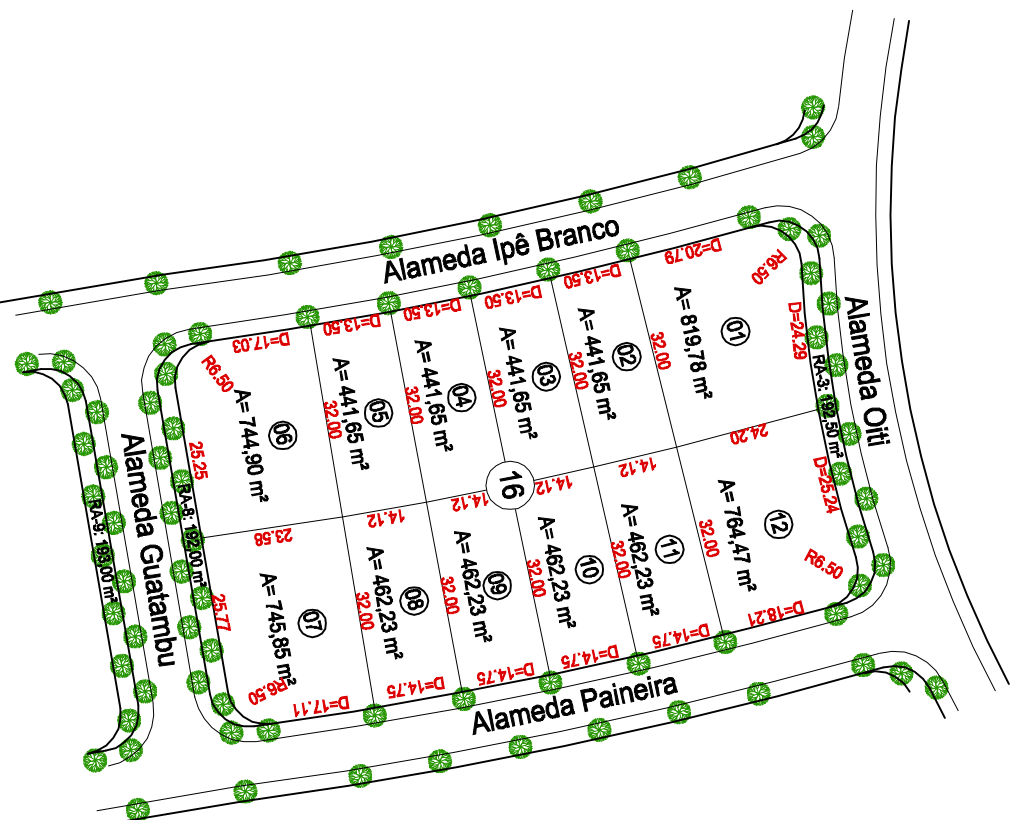 Alameda Ipê Branco
D=20.79
D=13.50
D=13.50
D=13.50
D=13.50
D=17.03
R6.50
R6.50
01
A= 819,78 m²
32.00
D=24.29
Alameda Oiti
RA-3: 192,50 m²
02
A= 441,65 m²
32.00
03
A= 441,65 m²
32.00
04
A= 441,65 m²
32.00
05
A= 441,65 m²
32.00
06
A= 744,90 m²
25.25
24.20
14.12
14.12
14.12
14.12
23.58
16
D=25.24
12
A= 764,47 m²
32.00
R6.50
11
A= 462,23 m²
32.00
10
A= 462,23 m²
32.00
09
A= 462,23 m²
32.00
08
A= 462,23 m²
32.00
07
A= 745,85 m²
25.77
R6.50
RA-8: 192,00 m²
Alameda Guatambu
RA-9: 193,00 m²
D=18.21
D=14.75
D=14.75
D=14.75
D=14.75
D=17.11
Alameda Paineira